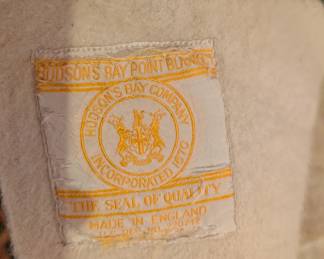 HUDSON'S BAY POINT BLANKET
HUDSON'S BAY COMPANY
INCORPORATED 1670
THE SEAL OF QUALITY
MADE IN ENGLAND